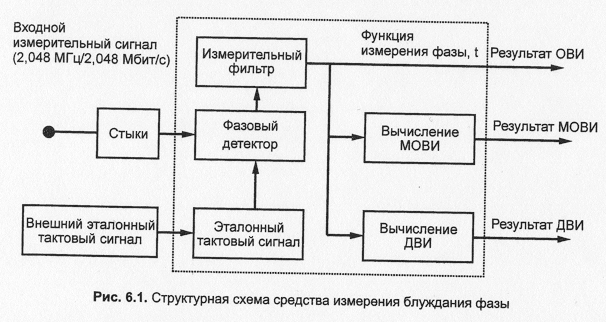 Входной
измерительный сигнал
(2,048 МГц/2,048 Мбит/с)
Измерительный
фильтр
Функция
измерения фазы, t
Результат ОВИ
Стыки
Фазовый
детектор
Вычисление
МОВИ
Результат МОВИ
Внешний эталонный
тактовый сигнал
Эталонный
тактовый сигнал
Вычисление
ДВИ
Результат ДВИ
Рис. 6.1. Структурная схема средства измерения блуждания фазы